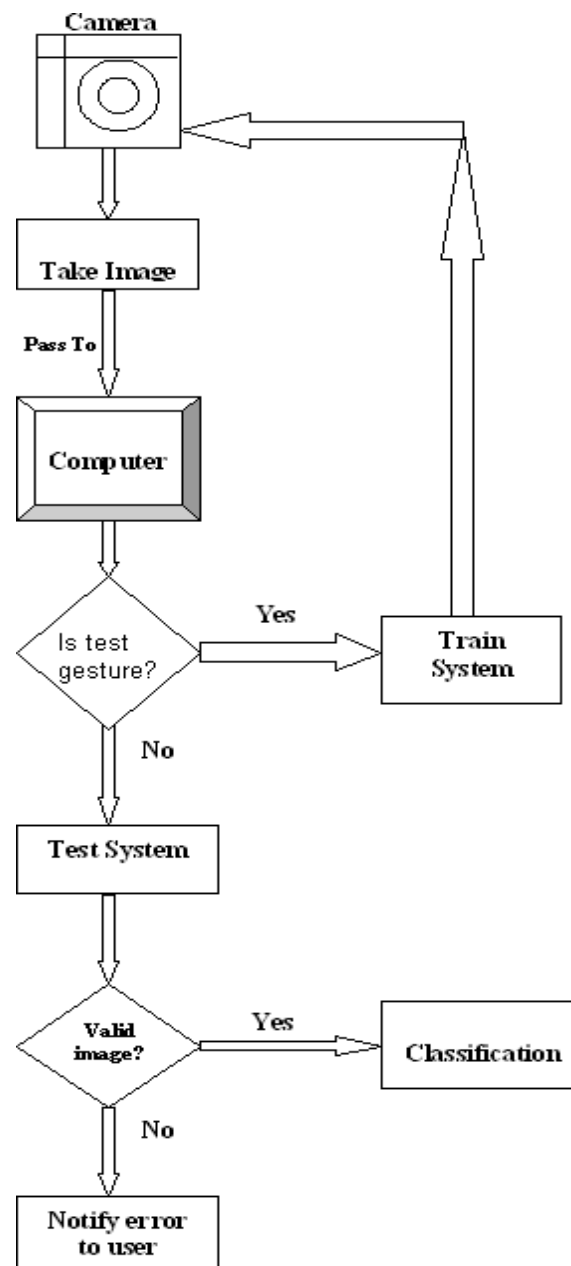 Camera
Take Image
Pass To
Computer
Is test
gesture?
Yes
Train
System
No
Test System
Valid
image?
Yes
Classification
No
Notify error
to user